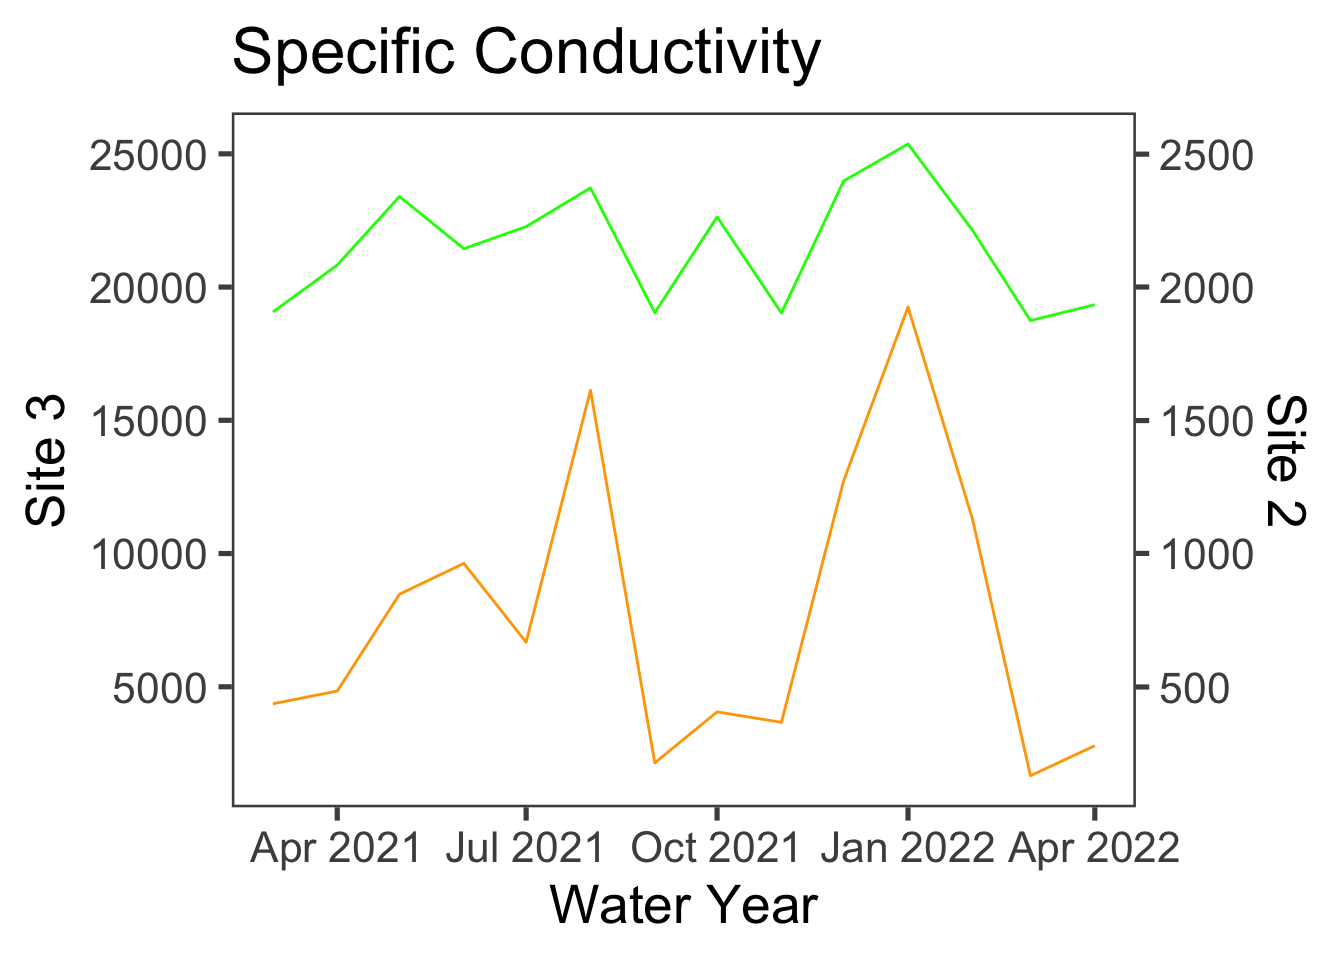 Specific Conductivity
25000
20000
15000
10000
5000
Site 3
2500
2000
1500
1000
500
Site 2
Apr 2021 Jul 2021 Oct 2021 Jan 2022 Apr 2022
Water Year